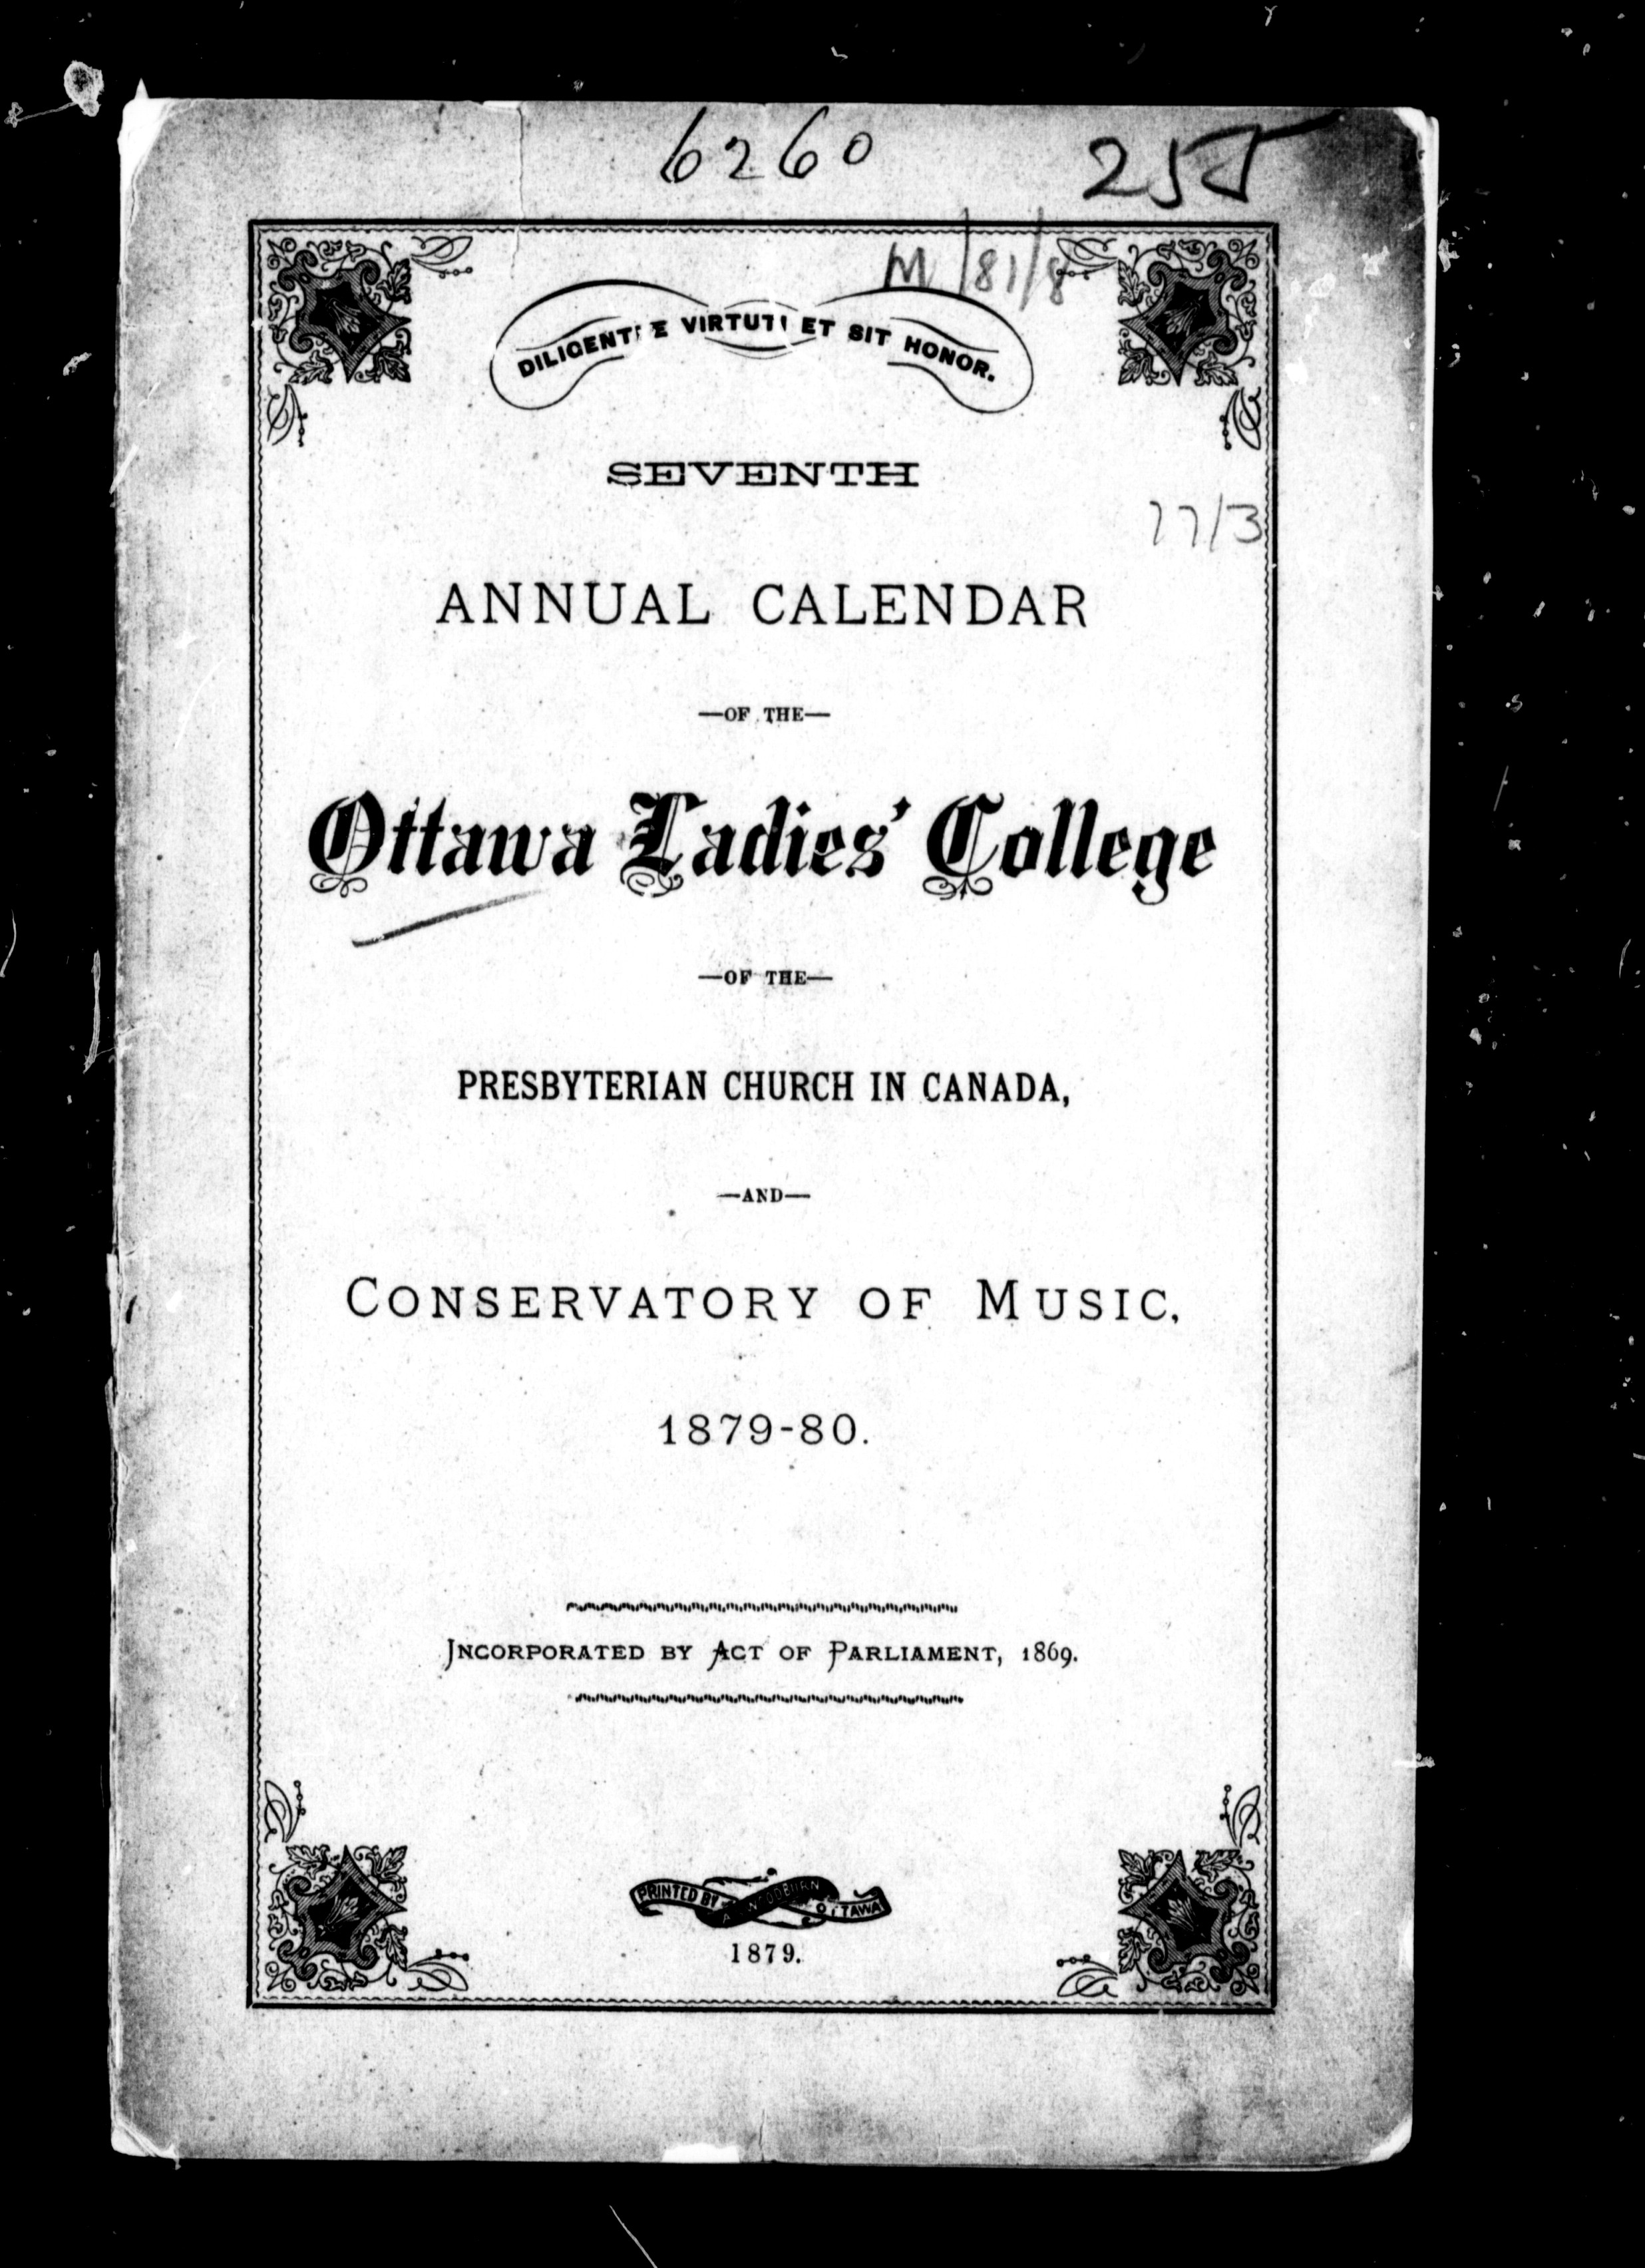 6260
255
M/81/8
DILIGENTIÆ VIRTUTI ET SIT HONOR.
SEVENTH
77/3
ANNUAL CALENDAR
—OF THE—
Ottawa Ladies' College
—OF THE—
PRESBYTERIAN CHURCH IN CANADA,
—AND—
CONSERVATORY OF MUSIC,
1879-80.
INCORPORATED BY ACT OF PARLIAMENT, 1869.
PRINTED BY A. S. WOODBURN OTTAWA
1879.